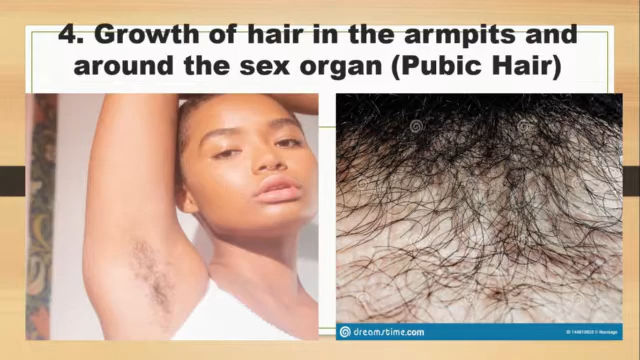 4. Growth of hair in the armpits and
around the sex organ (Pubic Hair)
dreamstime.com